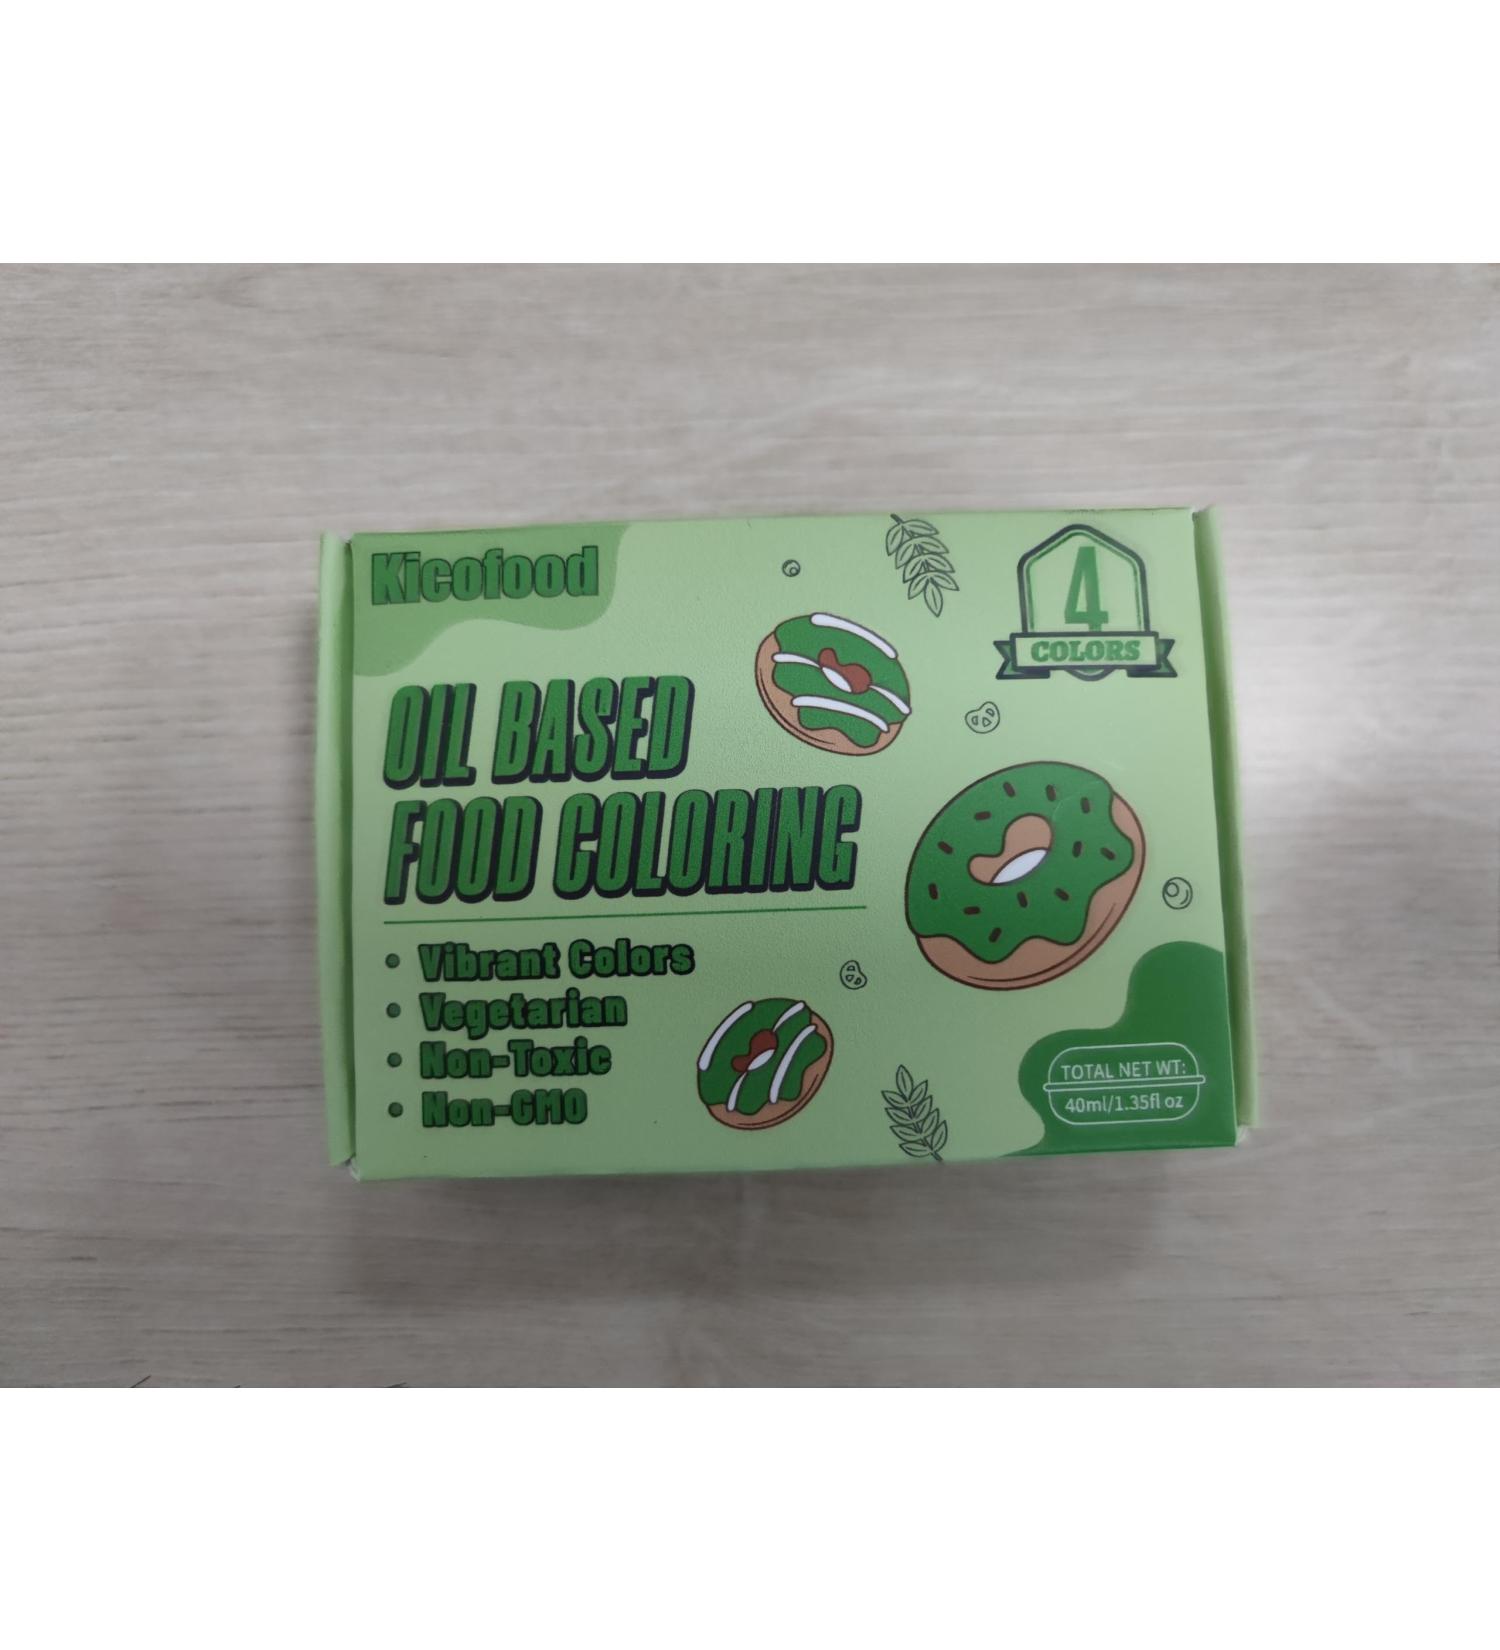 Kicofood
4
COLORS
OIL BASED
FOOD COLORING
• Vibrant Colors
• Vegetarian
• Non-Toxic
• Non-GMO
TOTAL NET WT:
40ml/1.35fl oz